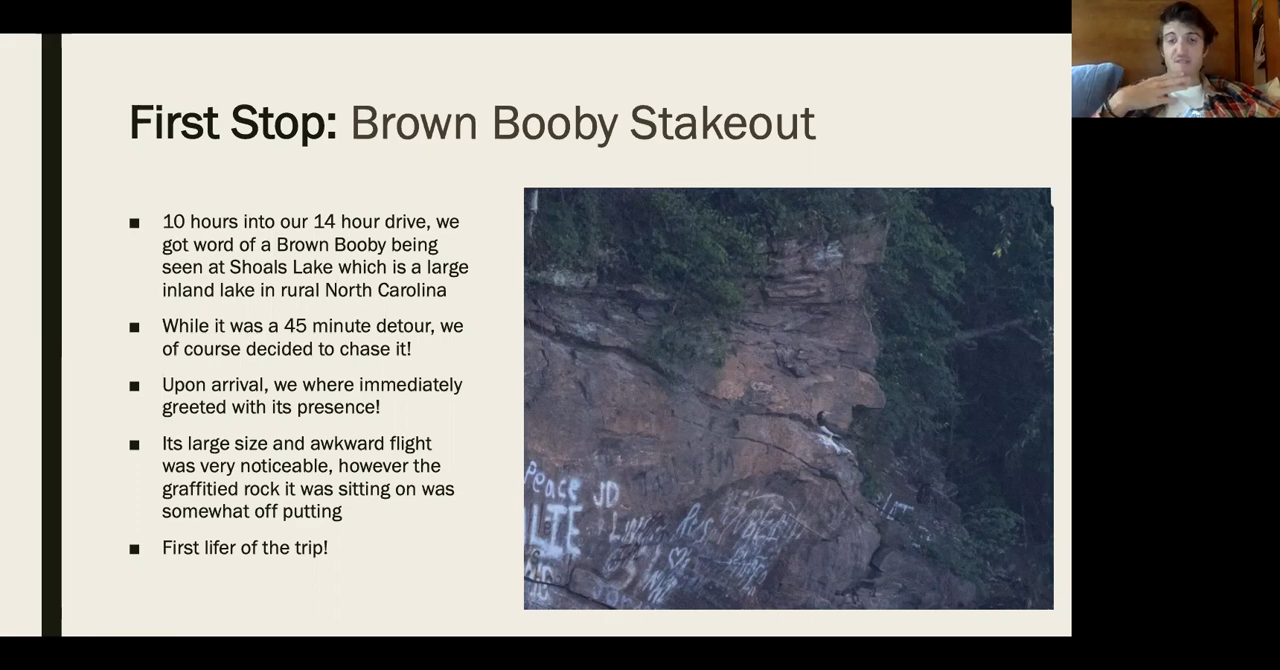 First Stop: Brown Booby Stakeout
■ 10 hours into our 14 hour drive, we
got word of a Brown Booby being
seen at Shoals Lake which is a large
inland lake in rural North Carolina
■ While it was a 45 minute detour, we
of course decided to chase it!
■ Upon arrival, we where immediately
greeted with its presence!
■ Its large size and awkward flight
was very noticeable, however the
graffitied rock it was sitting on was
somewhat off putting
■ First lifer of the trip!
Peace JD